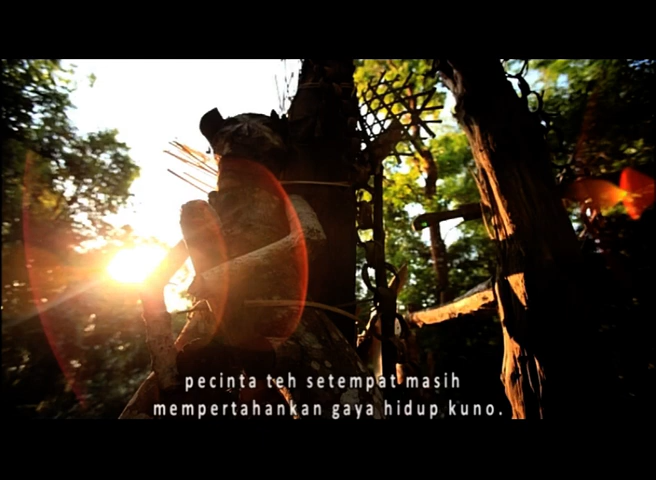 pecinta teh setempat masih
mempertahankan gaya hidup kuno.